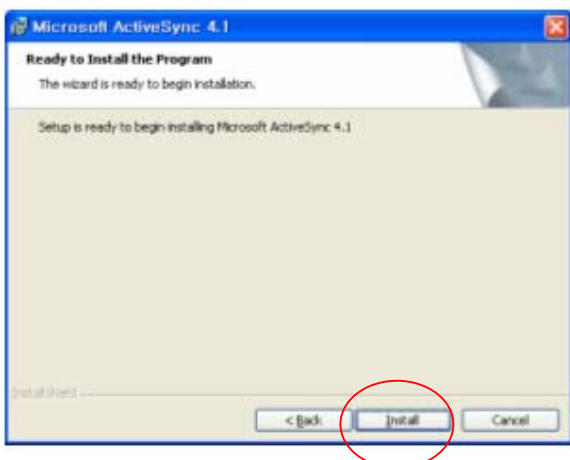 Microsoft ActiveSync 4.1
Ready to Install the Program
The wizard is ready to begin installation.
Setup is ready to begin installing Microsoft ActiveSync 4.1
InstallShield
< Back
Install
Cancel